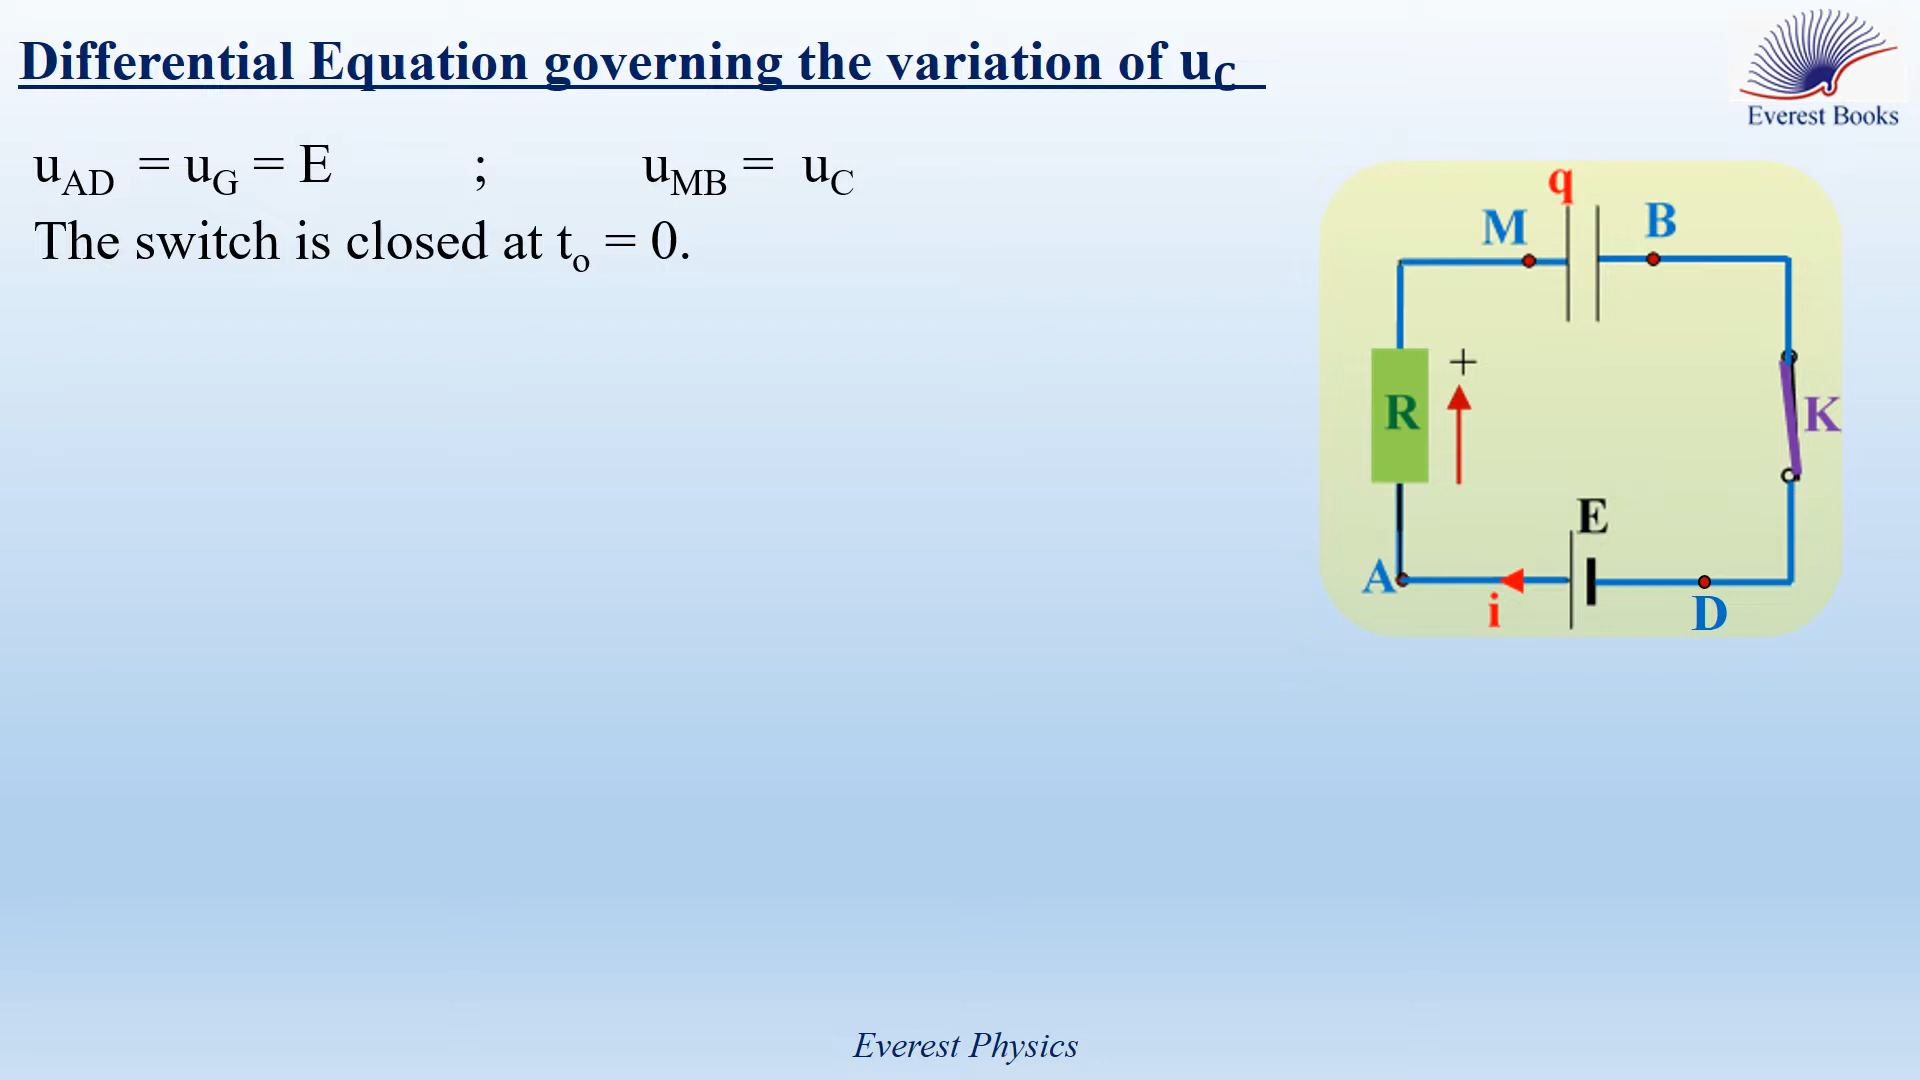 Differential Equation governing the variation of uC
Everest Books
uAD = uG = E ; uMB = uC
The switch is closed at to = 0.
q
M
B
+
R
K
E
A
i
D
Everest Physics